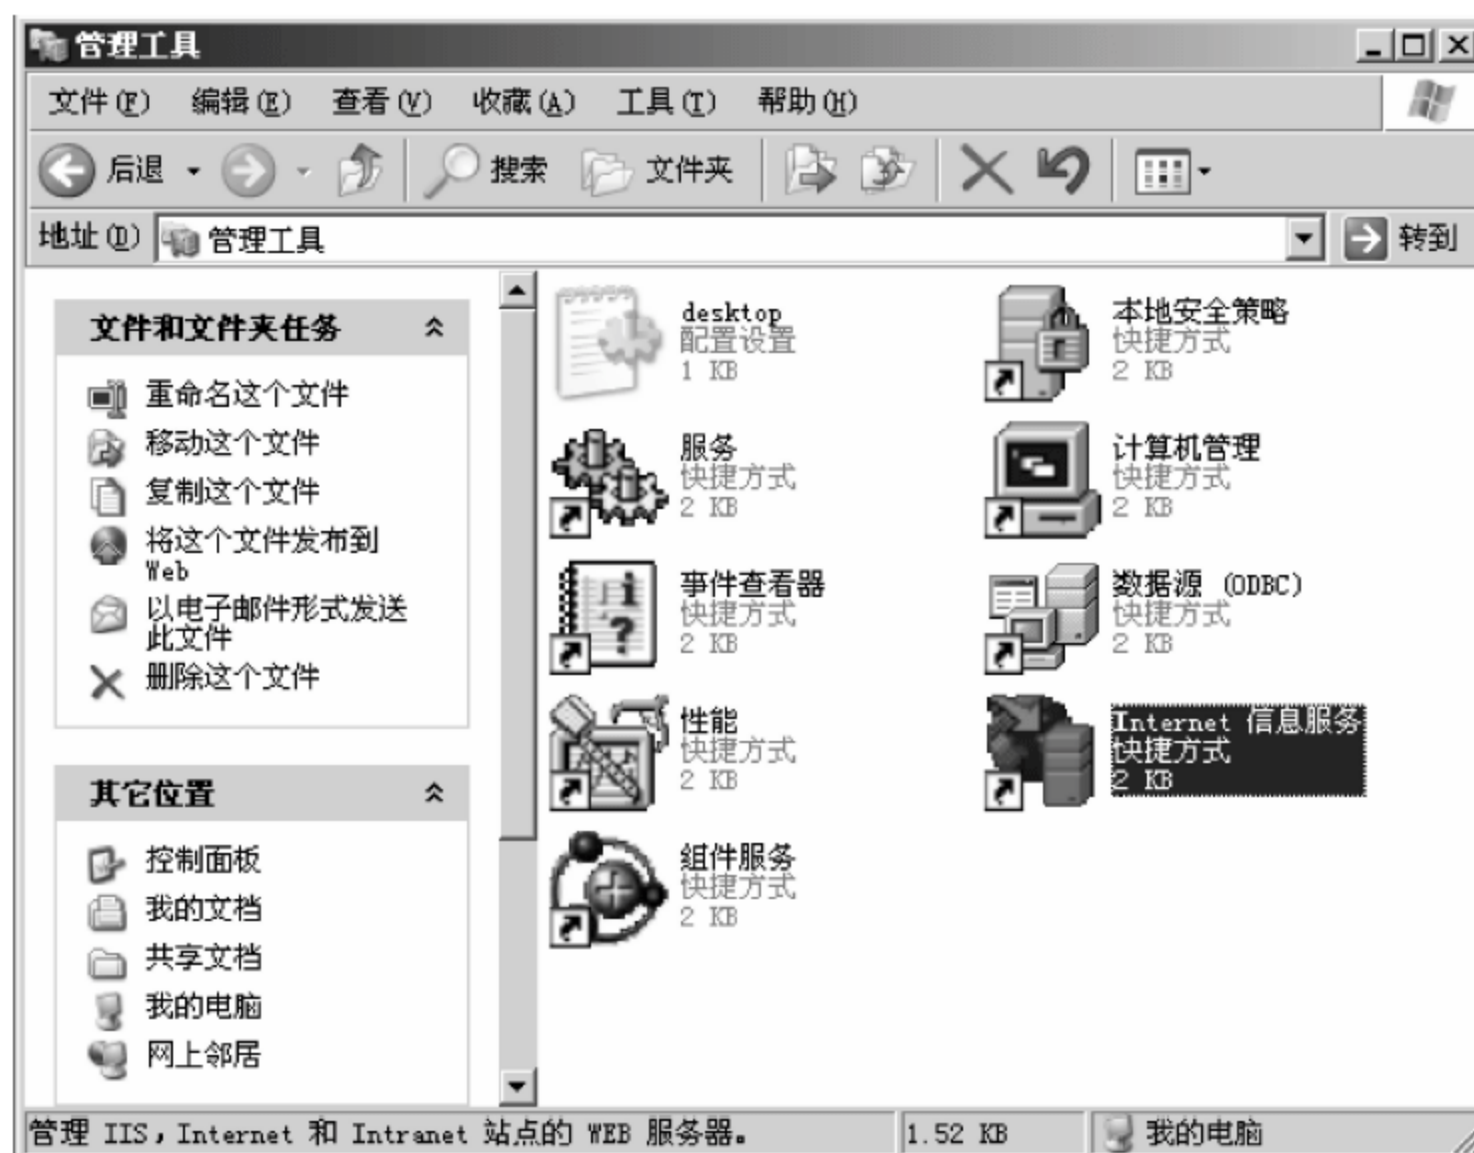 管理工具
文件(F) 编辑(E) 查看(V) 收藏(A) 工具(T) 帮助(H)
后退 搜索 文件夹
地址(D) 管理工具 转到
文件和文件夹任务
重命名这个文件
移动这个文件
复制这个文件
将这个文件发布到
Web
以电子邮件形式发送
此文件
删除这个文件
其它位置
控制面板
我的文档
共享文档
我的电脑
网上邻居
desktop
配置设置
1 KB
本地安全策略
快捷方式
2 KB
服务
快捷方式
2 KB
计算机管理
快捷方式
2 KB
事件查看器
快捷方式
2 KB
数据源 (ODBC)
快捷方式
2 KB
性能
快捷方式
2 KB
Internet 信息服务
快捷方式
2 KB
组件服务
快捷方式
2 KB
管理 IIS，Internet 和 Intranet 站点的 WEB 服务器。 1.52 KB 我的电脑